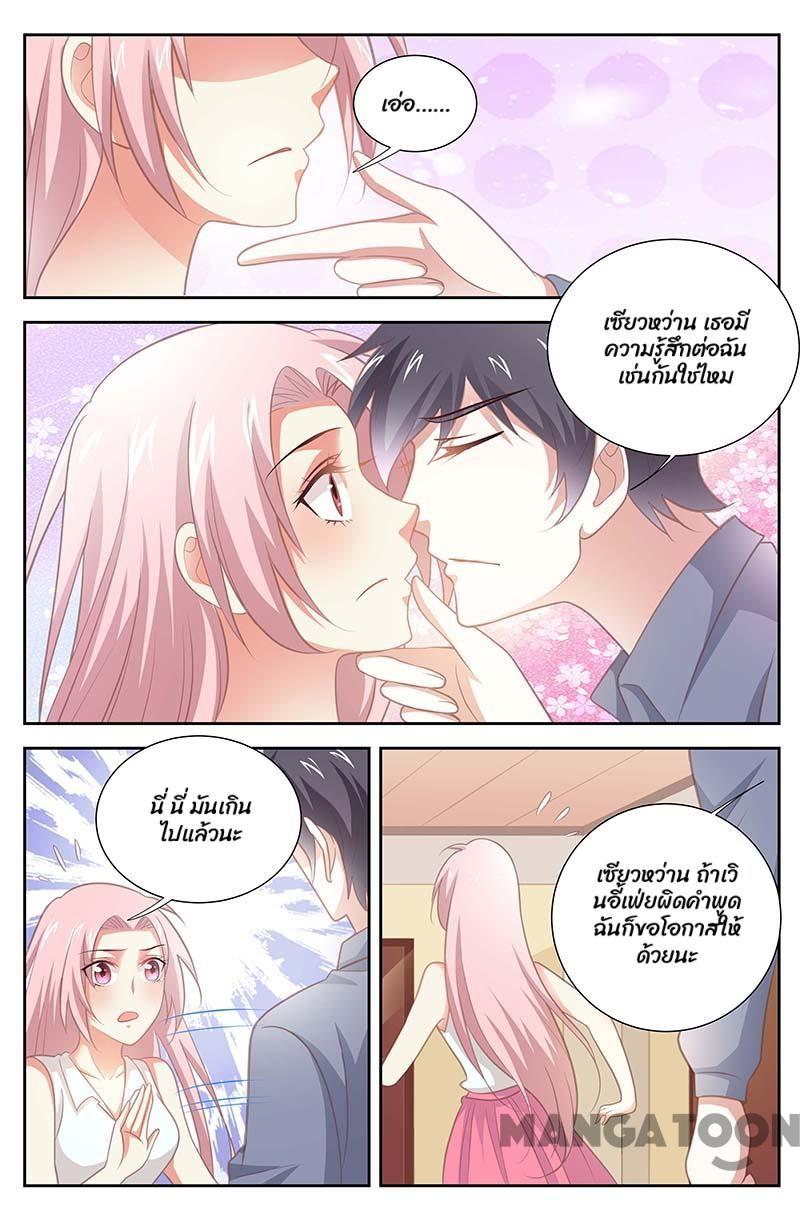 เอ่อ......
เซียวหว่าน เธอมี
ความรู้สึกต่อฉัน
เช่นกันใช่ไหม
นี่ นี่ มันเกิน
ไปแล้วนะ
เซียวหว่าน ถ้าเวิ
นอี้เฟยผิดคำพูด
ฉันก็ขอโอกาสให้
ด้วยนะ
MANGATOON